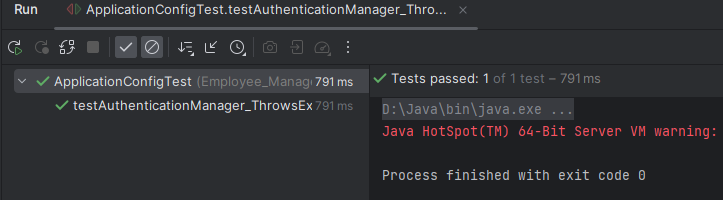 Run ApplicationConfigTest.testAuthenticationManager_Thro... ×
ApplicationConfigTest (Employee_Manag 791 ms
testAuthenticationManager_ThrowsEx 791 ms
Tests passed: 1 of 1 test – 791 ms
D:\Java\bin\java.exe ...
Java HotSpot(TM) 64-Bit Server VM warning:
Process finished with exit code 0